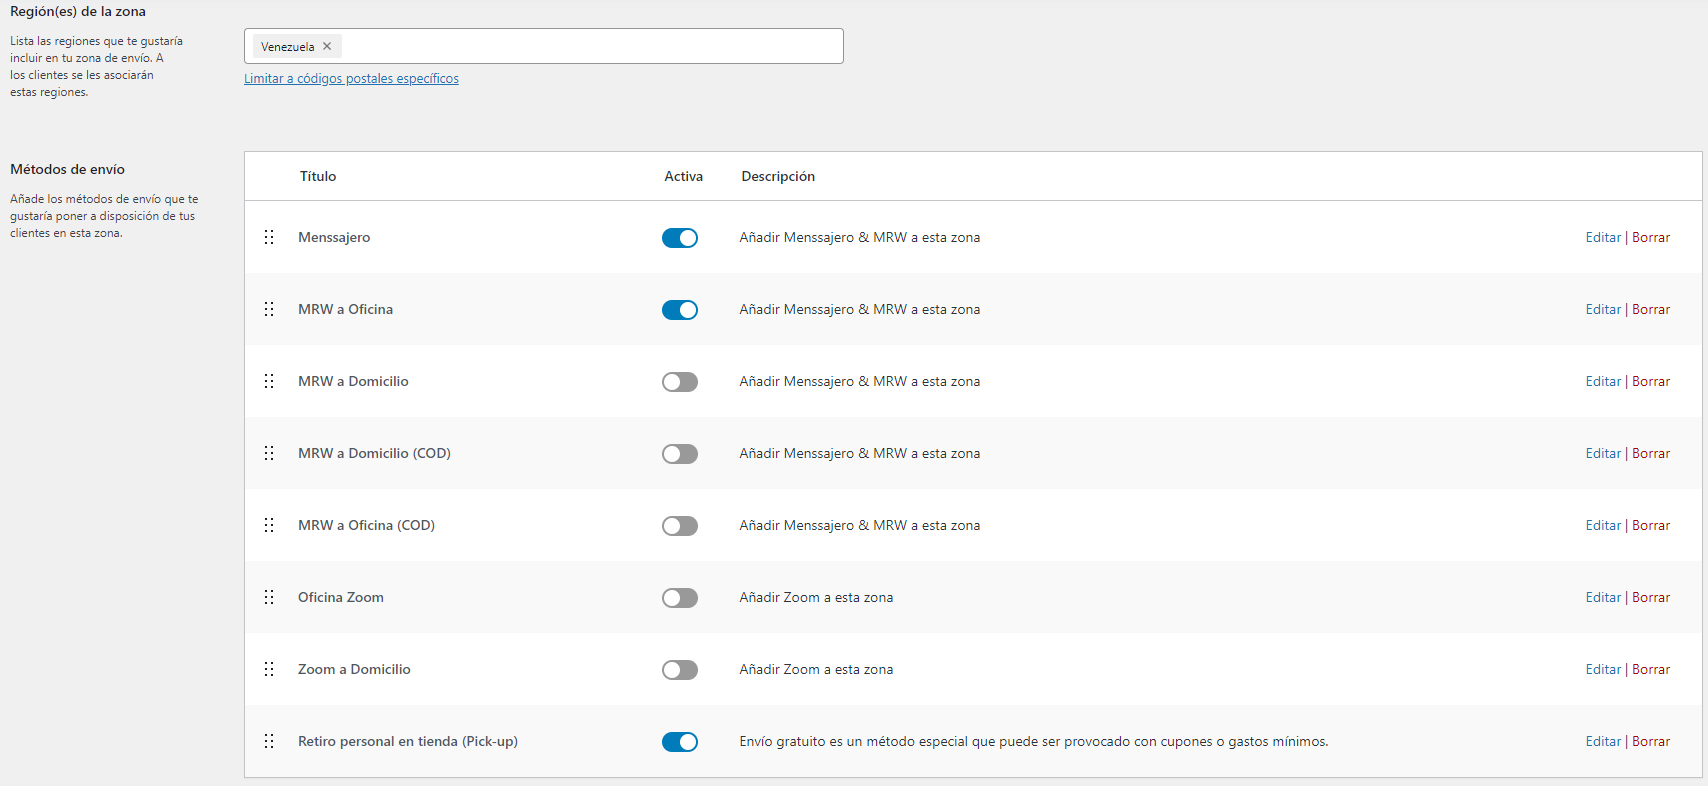 Región(es) de la zona
Lista las regiones que te gustaría
incluir en tu zona de envío. A
los clientes se les asociarán
estas regiones.
Venezuela ×
Limitar a códigos postales específicos
Métodos de envío
Añade los métodos de envío que te
gustaría poner a disposición de tus
clientes en esta zona.
Título Activa Descripción
Menssajero Añadir Menssajero & MRW a esta zona Editar | Borrar
MRW a Oficina Añadir Menssajero & MRW a esta zona Editar | Borrar
MRW a Domicilio Añadir Menssajero & MRW a esta zona Editar | Borrar
MRW a Domicilio (COD) Añadir Menssajero & MRW a esta zona Editar | Borrar
MRW a Oficina (COD) Añadir Menssajero & MRW a esta zona Editar | Borrar
Oficina Zoom Añadir Zoom a esta zona Editar | Borrar
Zoom a Domicilio Añadir Zoom a esta zona Editar | Borrar
Retiro personal en tienda (Pick-up) Envío gratuito es un método especial que puede ser provocado con cupones o gastos mínimos. Editar | Borrar